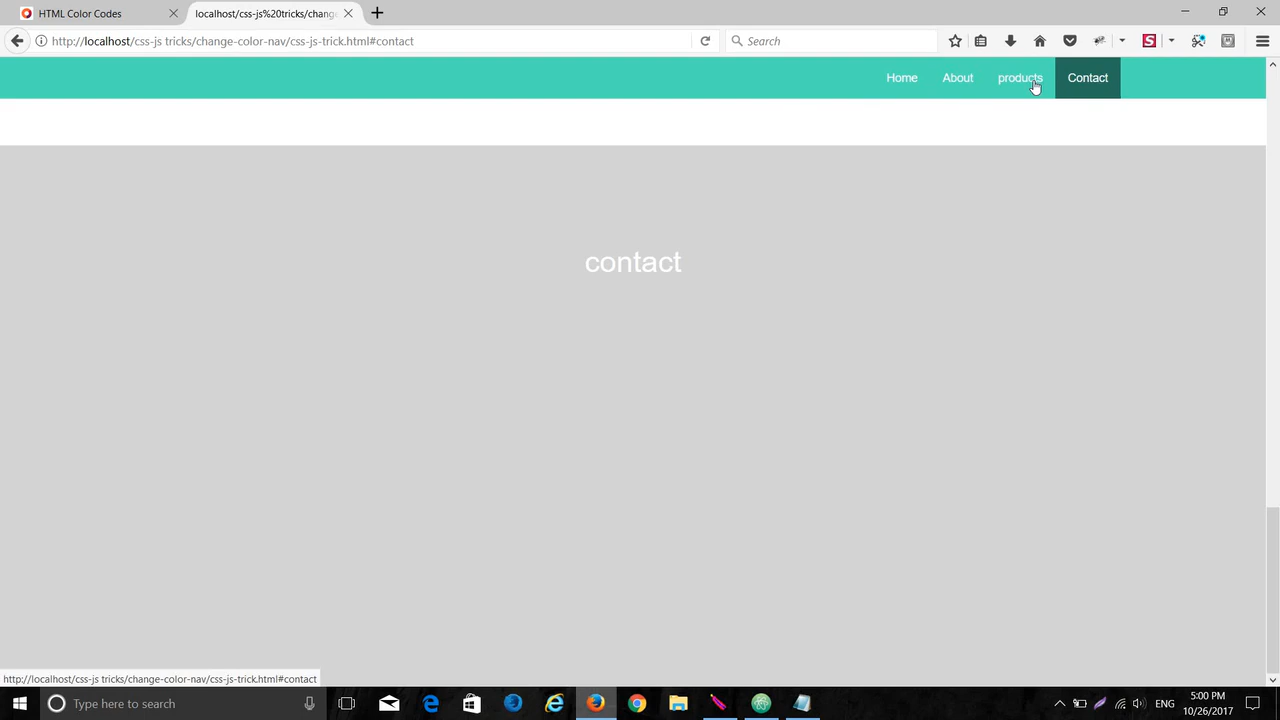 HTML Color Codes
localhost/css-js%20tricks/change-
http://localhost/css-js tricks/change-color-nav/css-js-trick.html#contact
Search
Home About products Contact
contact
http://localhost/css-js tricks/change-color-nav/css-js-trick.html#contact
Type here to search
ENG
5:00 PM
10/26/2017